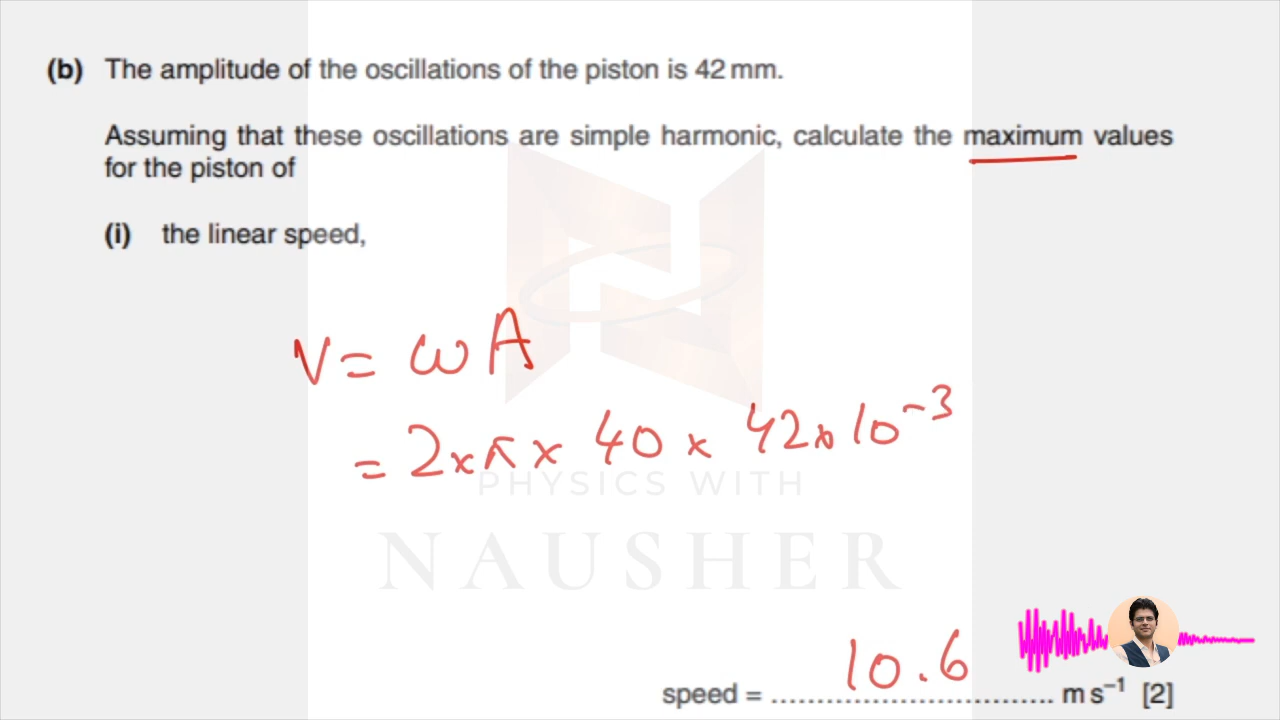 (b) The amplitude of the oscillations of the piston is 42 mm.
Assuming that these oscillations are simple harmonic, calculate the maximum values
for the piston of
(i) the linear speed,
V = ωA
= 2 × π × 40 × 42 × 10⁻³
PHYSICS WITH
NAUSHER
10.6
speed = .............................. m s⁻¹ [2]